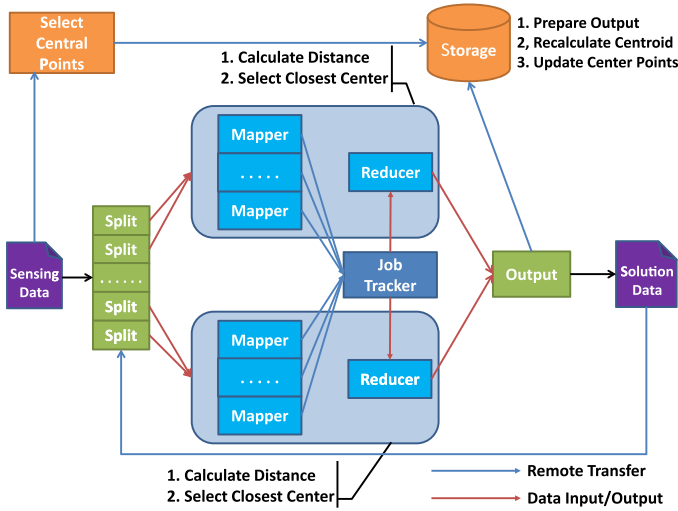 Select
Central
Points
Storage
1. Prepare Output
2, Recalculate Centroid
3. Update Center Points
1. Calculate Distance
2. Select Closest Center
Mapper
.....
Mapper
Reducer
Split
Split
......
Split
Split
Sensing
Data
Job
Tracker
Output
Solution
Data
Mapper
.....
Mapper
Reducer
1. Calculate Distance
2. Select Closest Center
Remote Transfer
Data Input/Output